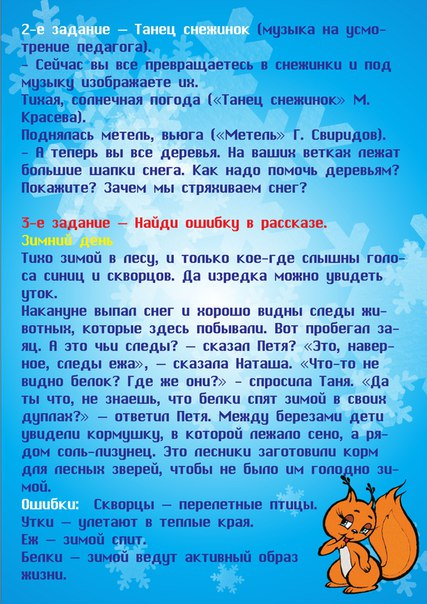 2-е задание — Танец снежинок (музыка на усмо-
трение педагога).
- Сейчас вы все превращаетесь в снежинки и под
музыку изображаете их.
Тихая, солнечная погода («Танец снежинок» М.
Красева).
Поднялась метель, вьюга («Метель» Г. Свиридов).
- А теперь вы все деревья. На ваших ветках лежат
большие шапки снега. Как надо помочь деревьям?
Покажите? Зачем мы стряхиваем снег?
3-е задание — Найди ошибку в рассказе.
Зимний день
Тихо зимой в лесу, и только кое-где слышны голо-
са синиц и скворцов. Да изредка можно увидеть
уток.
Накануне выпал снег и хорошо видны следы жи-
вотных, которые здесь побывали. Вот пробегал за-
яц. А это чьи следы? — сказал Петя? «Это, навер-
ное, следы ежа», — сказала Наташа. «Что-то не
видно белок? Где же они?» - спросила Таня. «Да
ты что, не знаешь, что белки спят зимой в своих
дуплах?» — ответил Петя. Между березами дети
увидели кормушку, в которой лежало сено, а ря-
дом соль-лизунец. Это лесники заготовили корм
для лесных зверей, чтобы не было им голодно зи-
мой.
Ошибки: Скворцы — перелетные птицы.
Утки — улетают в теплые края.
Еж — зимой спит.
Белки — зимой ведут активный образ
жизни.